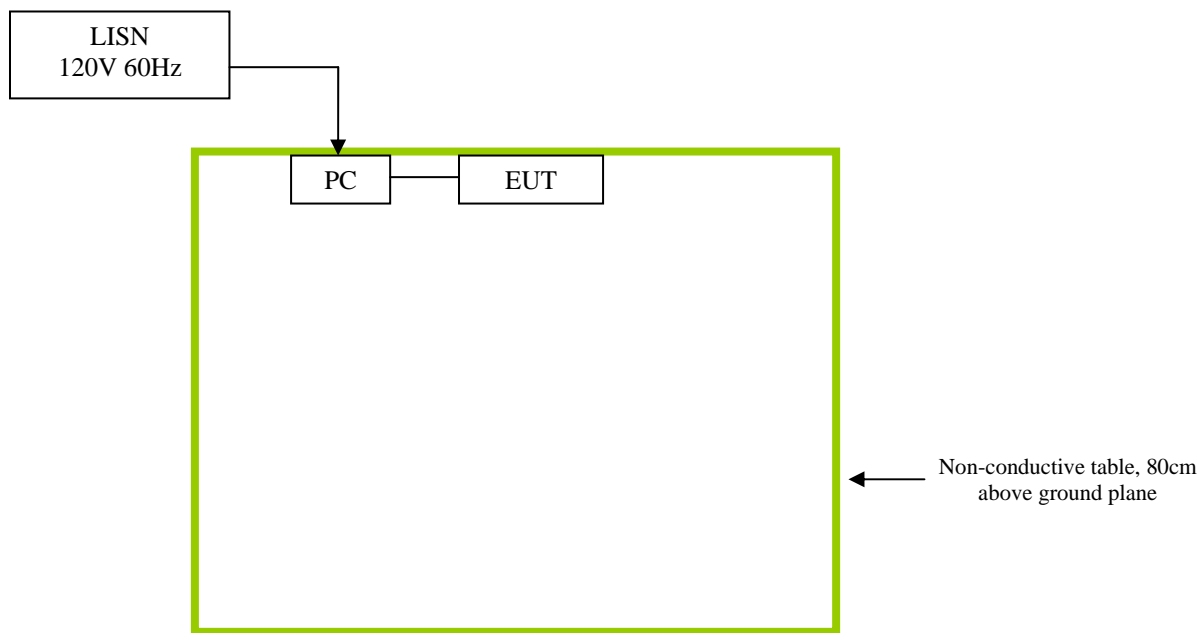 LISN
120V 60Hz
PC
EUT
Non-conductive table, 80cm
above ground plane